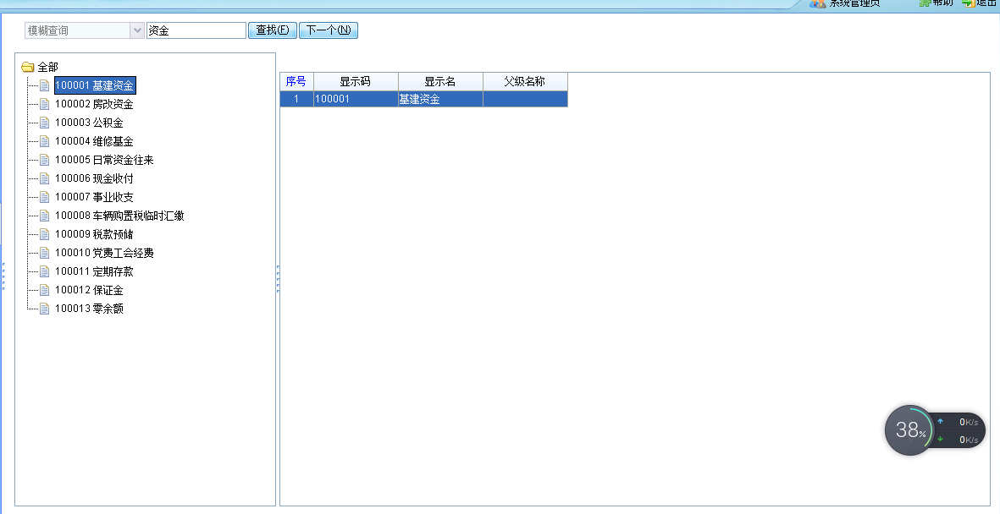 系统管理员 帮助 退出
模糊查询 资金 查找(F) 下一个(N)
全部
100001 基建资金
100002 房改资金
100003 公积金
100004 维修基金
100005 日常资金往来
100006 现金收付
100007 事业收支
100008 车辆购置税临时汇缴
100009 税款预储
100010 党费工会经费
100011 定期存款
100012 保证金
100013 零余额
序号 显示码 显示名 父级名称
1 100001 基建资金
38%
0K/s
0K/s